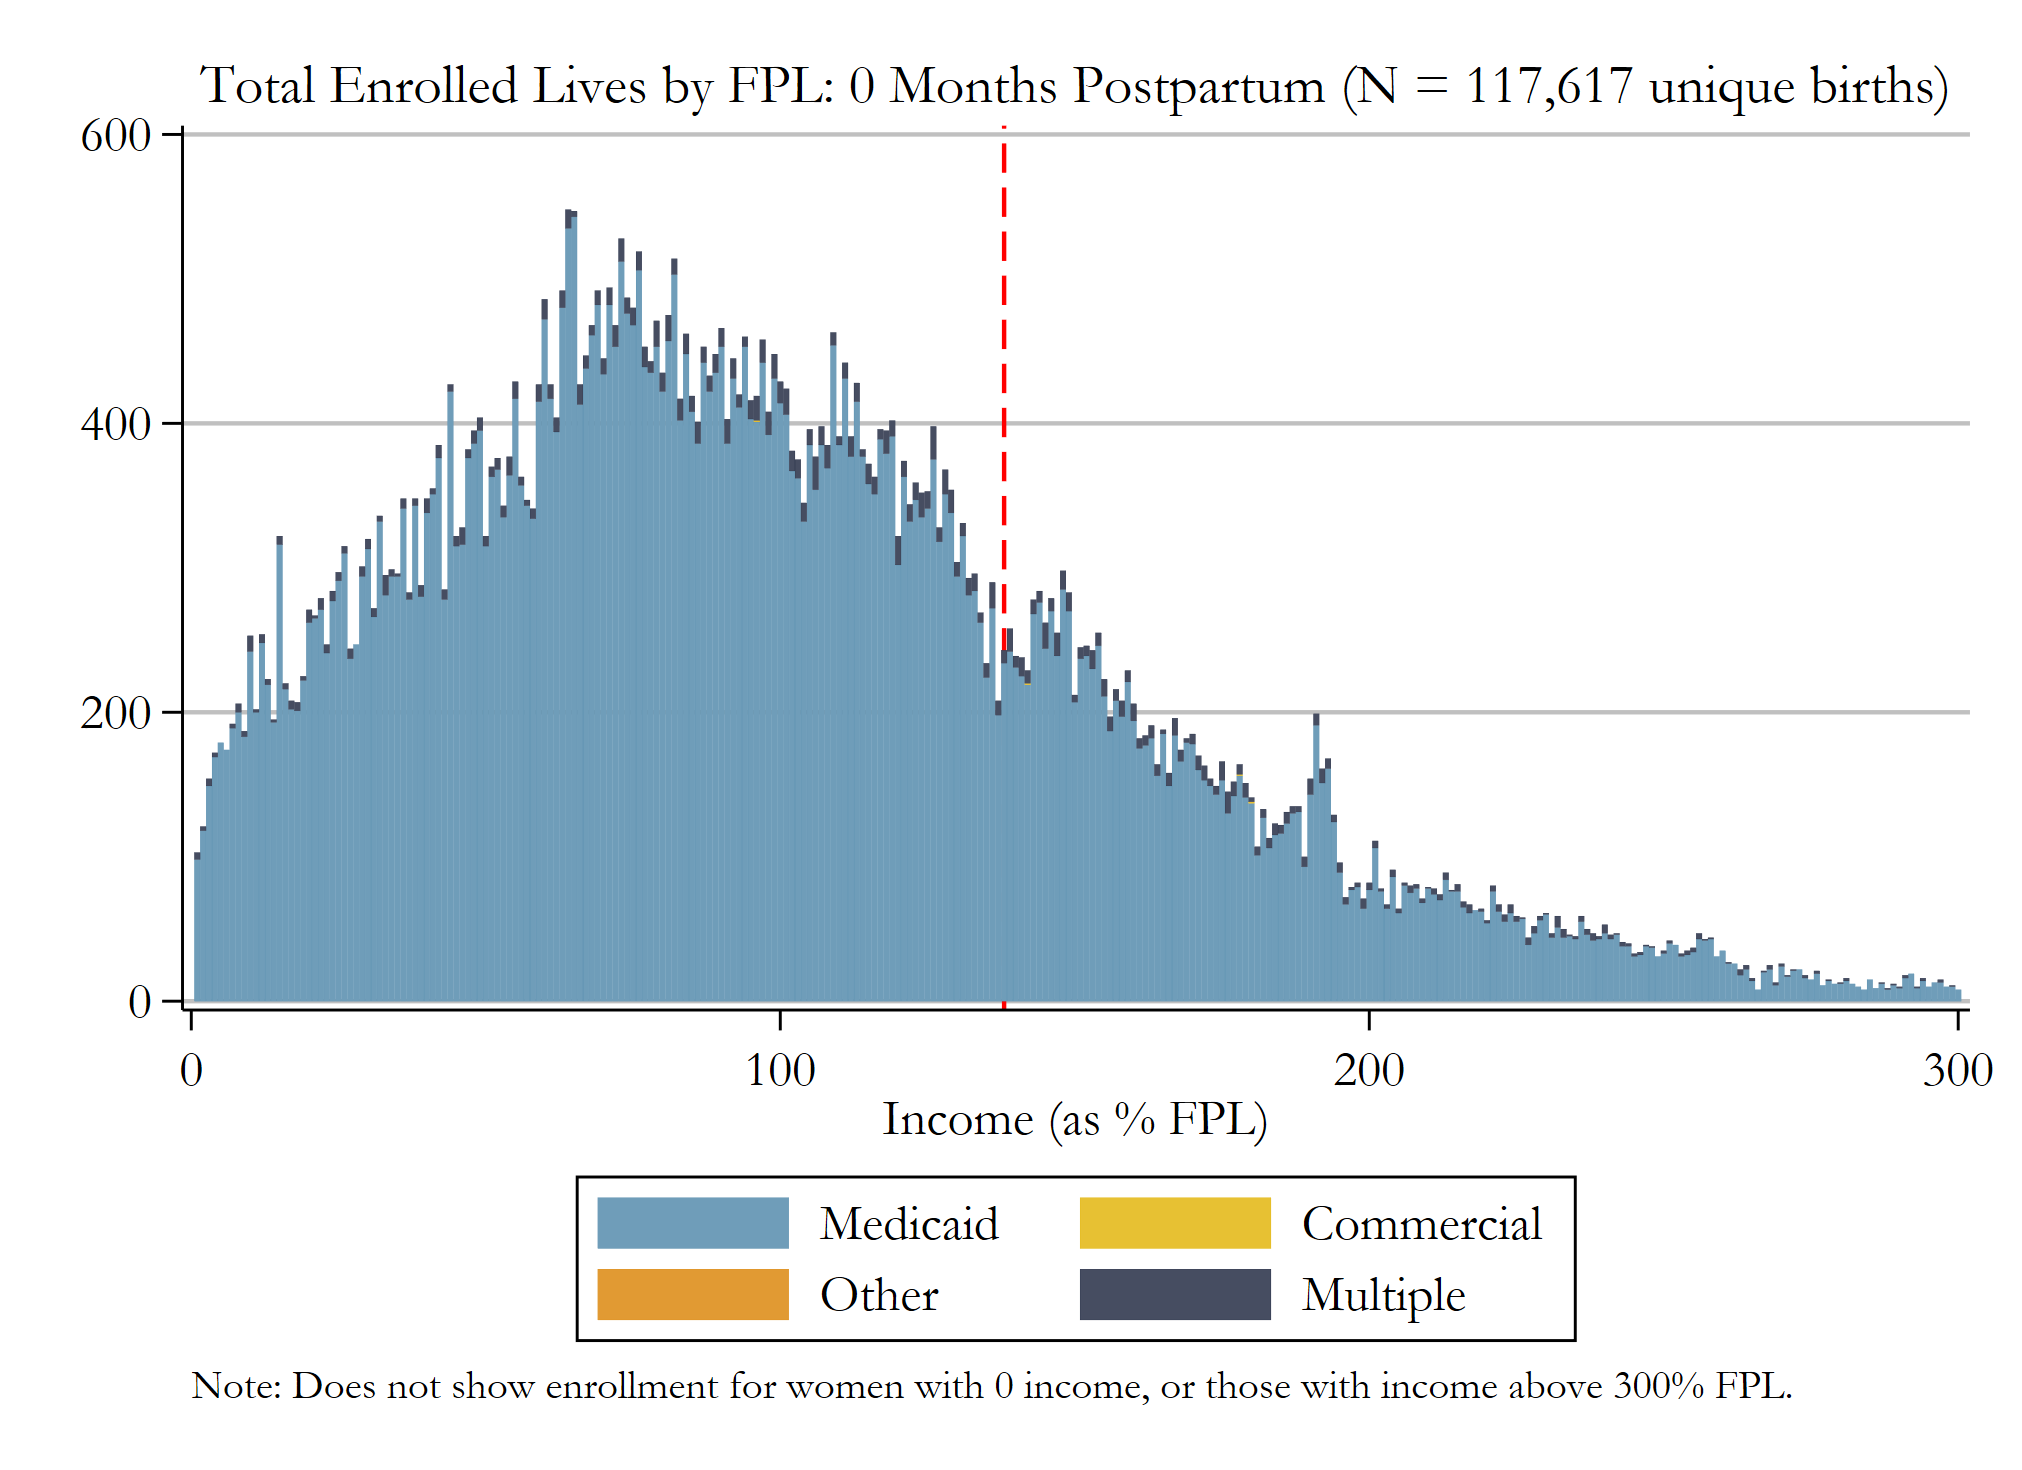 Total Enrolled Lives by FPL: 0 Months Postpartum (N = 117,617 unique births)
600
400
200
0
0 100 200 300
Income (as % FPL)
Medicaid Commercial
Other Multiple
Note: Does not show enrollment for women with 0 income, or those with income above 300% FPL.